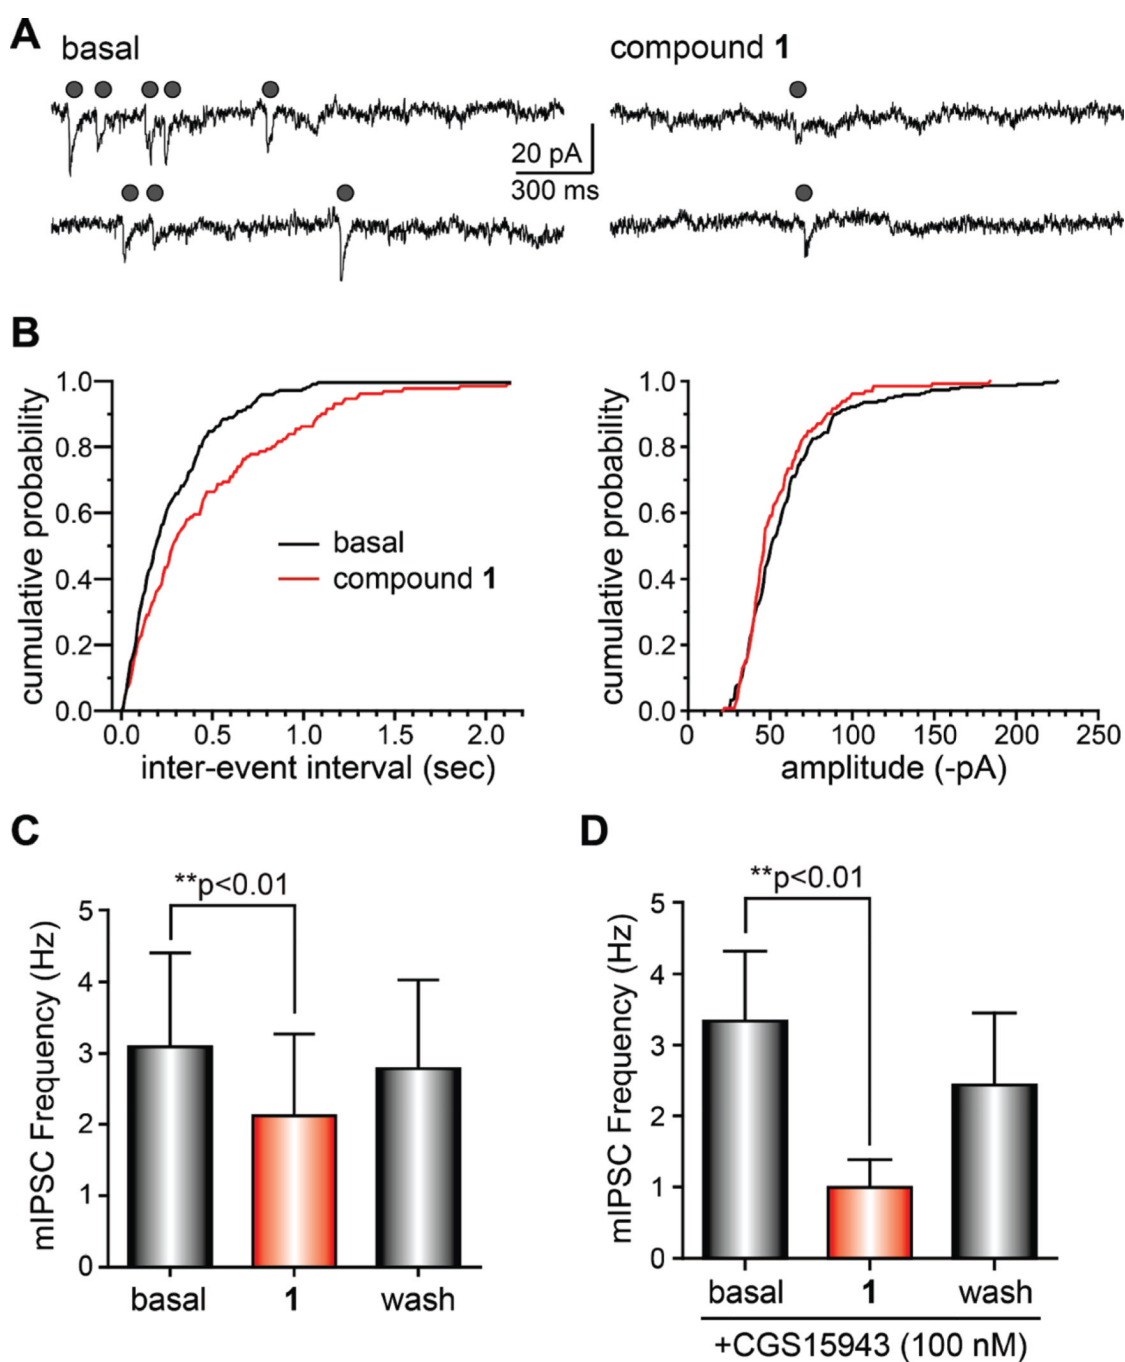 A
basal
compound 1
20 pA
300 ms
B
cumulative probability
1.0
0.8
0.6
0.4
0.2
0.0
0.0 0.5 1.0 1.5 2.0
inter-event interval (sec)
basal
compound 1
cumulative probability
1.0
0.8
0.6
0.4
0.2
0.0
0 50 100 150 200 250
amplitude (-pA)
C
**p<0.01
mIPSC Frequency (Hz)
5
4
3
2
1
0
basal 1 wash
D
**p<0.01
mIPSC Frequency (Hz)
5
4
3
2
1
0
basal 1 wash
+CGS15943 (100 nM)